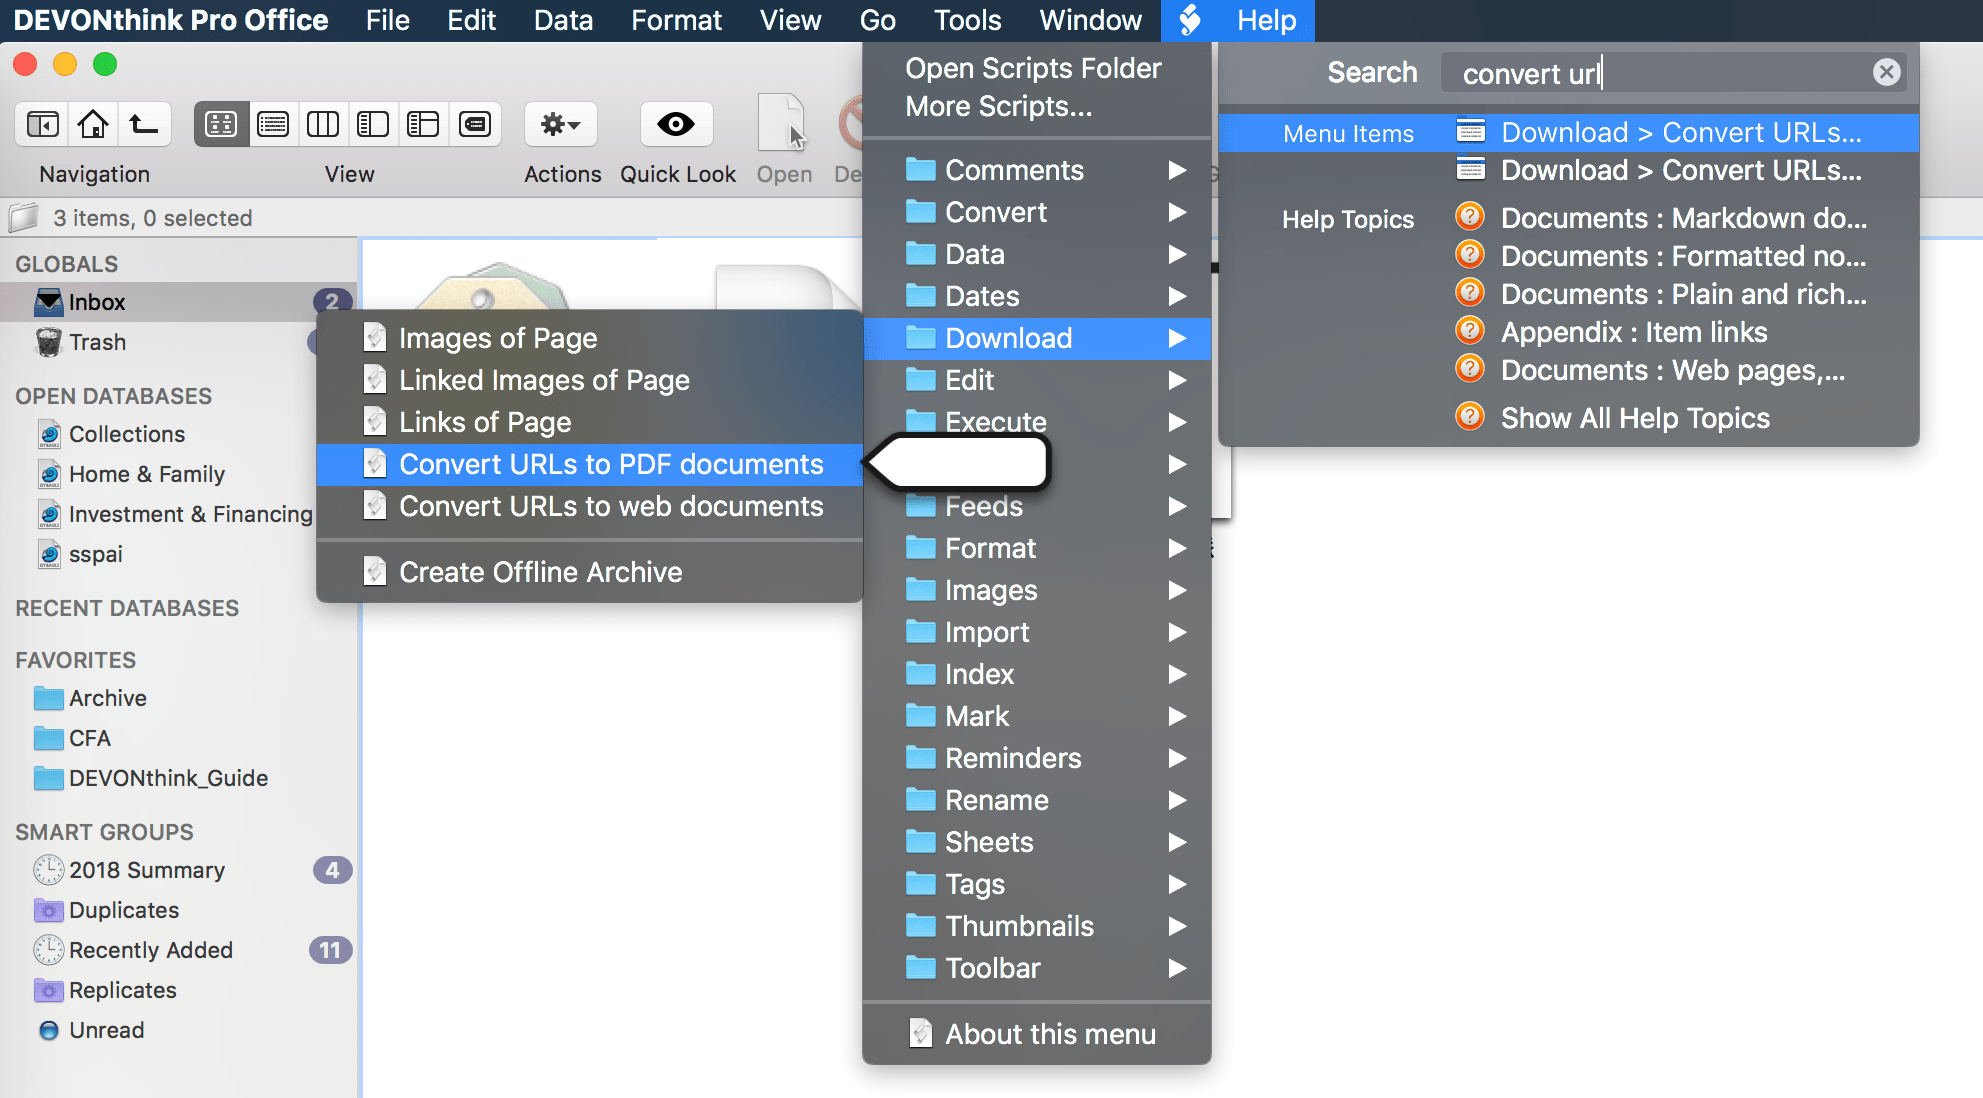 DEVONthink Pro Office File Edit Data Format View Go Tools Window Help
Navigation View Actions Quick Look Open De
3 items, 0 selected
GLOBALS
Inbox 2
Trash
OPEN DATABASES
Collections
Home & Family
Investment & Financing
sspai
RECENT DATABASES
FAVORITES
Archive
CFA
DEVONthink_Guide
SMART GROUPS
2018 Summary 4
Duplicates
Recently Added 11
Replicates
Unread
Images of Page
Linked Images of Page
Links of Page
Convert URLs to PDF documents
Convert URLs to web documents
Create Offline Archive
Open Scripts Folder
More Scripts...
Comments
Convert
Data
Dates
Download
Edit
Execute
Feeds
Format
Images
Import
Index
Mark
Reminders
Rename
Sheets
Tags
Thumbnails
Toolbar
About this menu
Search convert url
Menu Items Download > Convert URLs...
Download > Convert URLs...
Help Topics Documents : Markdown do...
Documents : Formatted no...
Documents : Plain and rich...
Appendix : Item links
Documents : Web pages,...
Show All Help Topics